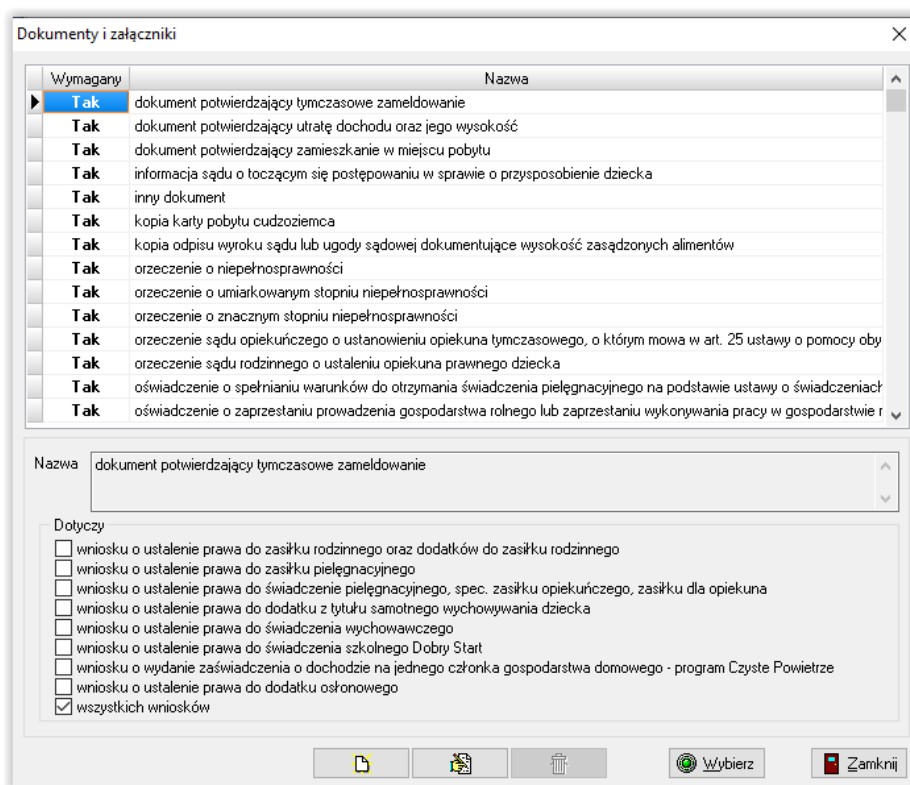 Dokumenty i załączniki
Wymagany Nazwa
Tak dokument potwierdzający tymczasowe zameldowanie
Tak dokument potwierdzający utratę dochodu oraz jego wysokość
Tak dokument potwierdzający zamieszkanie w miejscu pobytu
Tak informacja sądu o toczącym się postępowaniu w sprawie o przysposobienie dziecka
Tak inny dokument
Tak kopia karty pobytu cudzoziemca
Tak kopia odpisu wyroku sądu lub ugody sądowej dokumentujące wysokość zasądzonych alimentów
Tak orzeczenie o niepełnosprawności
Tak orzeczenie o umiarkowanym stopniu niepełnosprawności
Tak orzeczenie o znacznym stopniu niepełnosprawności
Tak orzeczenie sądu opiekuńczego o ustanowieniu opiekuna tymczasowego, o którym mowa w art. 25 ustawy o pomocy oby
Tak orzeczenie sądu rodzinnego o ustaleniu opiekuna prawnego dziecka
Tak oświadczenie o spełnianiu warunków do otrzymania świadczenia pielęgnacyjnego na podstawie ustawy o świadczeniach
Tak oświadczenie o zaprzestaniu prowadzenia gospodarstwa rolnego lub zaprzestaniu wykonywania pracy w gospodarstwie r
Nazwa dokument potwierdzający tymczasowe zameldowanie
Dotyczy
wniosku o ustalenie prawa do zasiłku rodzinnego oraz dodatków do zasiłku rodzinnego
wniosku o ustalenie prawa do zasiłku pielęgnacyjnego
wniosku o ustalenie prawa do świadczenia pielęgnacyjnego, spec. zasiłku opiekuńczego, zasiłku dla opiekuna
wniosku o ustalenie prawa do dodatku z tytułu samotnego wychowywania dziecka
wniosku o ustalenie prawa do świadczenia wychowawczego
wniosku o ustalenie prawa do świadczenia szkolnego Dobry Start
wniosku o wydanie zaświadczenia o dochodzie na jednego członka gospodarstwa domowego - program Czyste Powietrze
wniosku o ustalenie prawa do dodatku osłonowego
wszystkich wniosków
Wybierz Zamknij